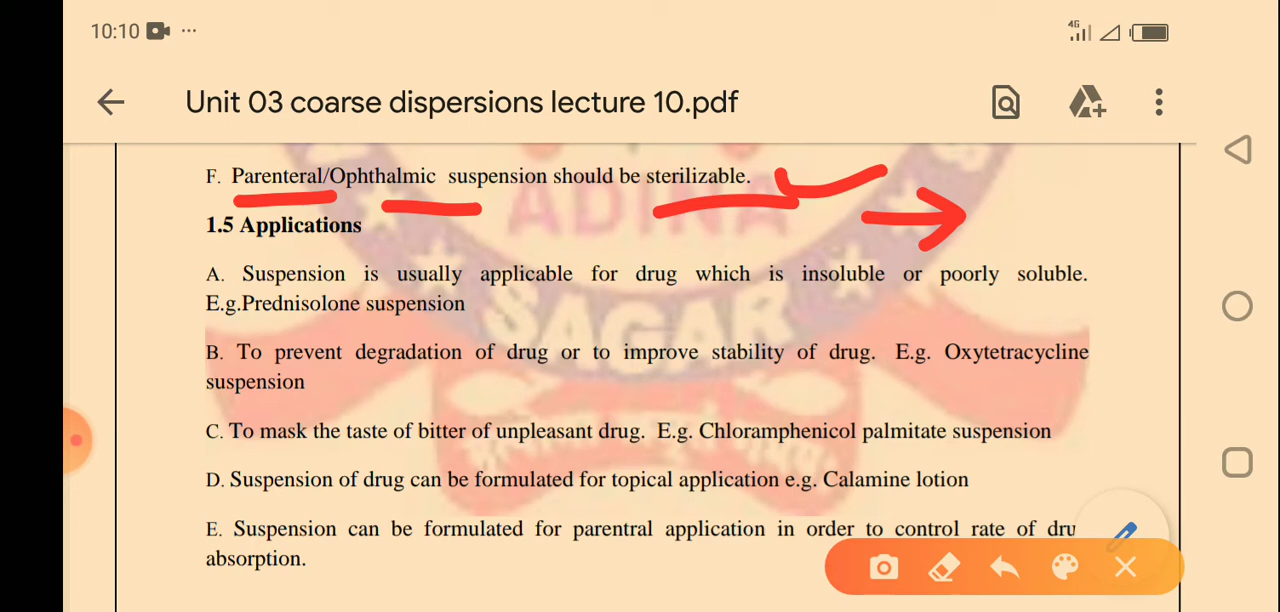 10:10 ...
4G
Unit 03 coarse dispersions lecture 10.pdf
F. Parenteral/Ophthalmic suspension should be sterilizable.
ADINA
1.5 Applications
A. Suspension is usually applicable for drug which is insoluble or poorly soluble.
E.g.Prednisolone suspension
SAGAR
B. To prevent degradation of drug or to improve stability of drug. E.g. Oxytetracycline
suspension
C. To mask the taste of bitter of unpleasant drug. E.g. Chloramphenicol palmitate suspension
D. Suspension of drug can be formulated for topical application e.g. Calamine lotion
E. Suspension can be formulated for parentral application in order to control rate of dru
absorption.